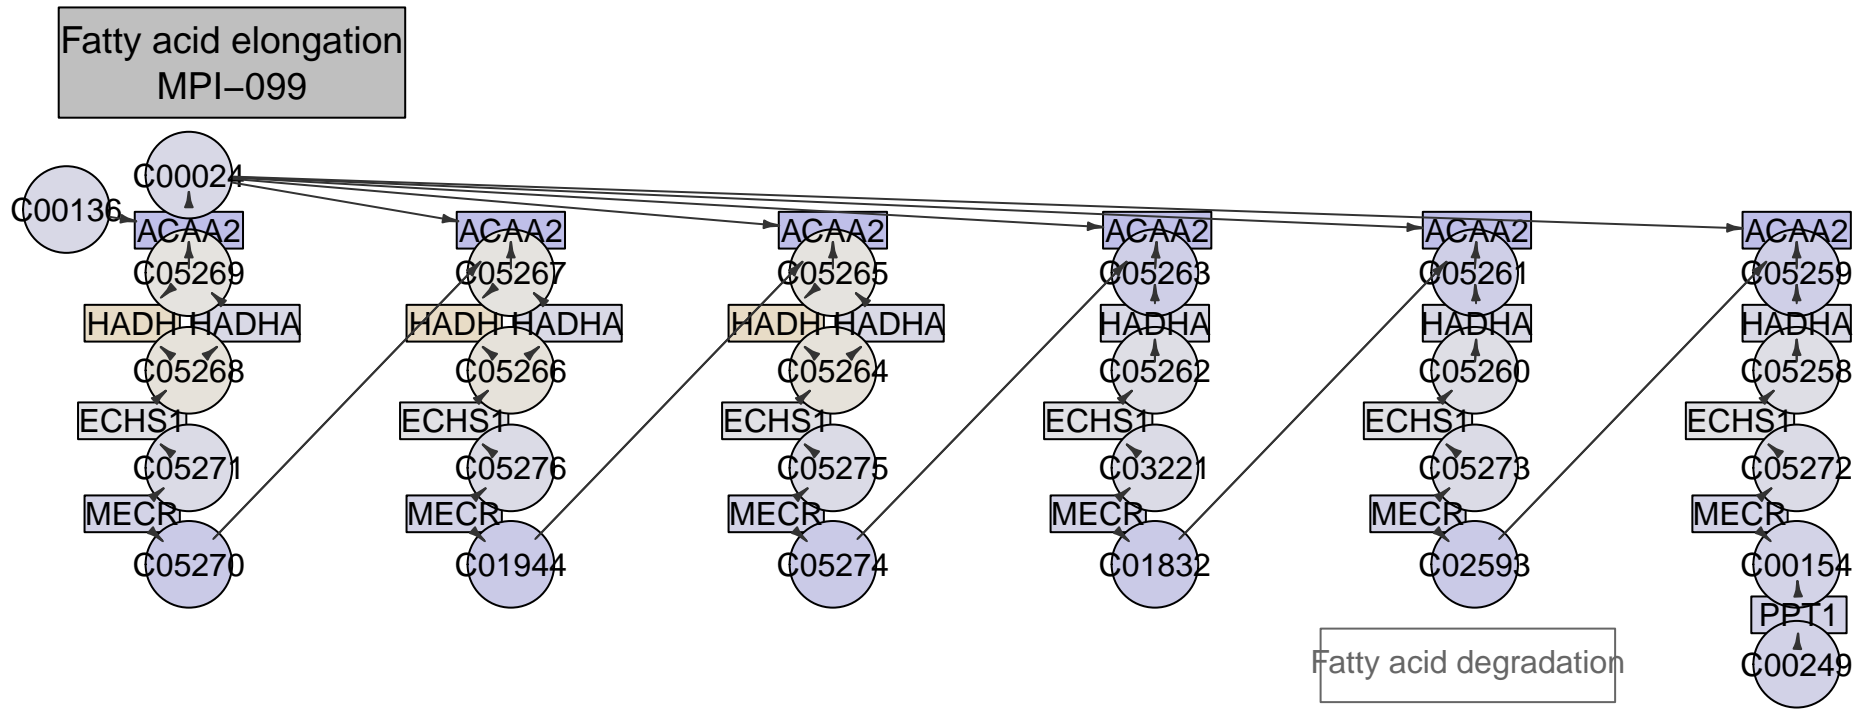 Fatty acid elongation
MPI−099
C00024
C00136
ACAA2 ACAA2 ACAA2 ACAA2 ACAA2 ACAA2
C05269 C05267 C05265 C05263 C05261 C05259
HADH HADHA HADH HADHA HADH HADHA HADHA HADHA HADHA
C05268 C05266 C05264 C05262 C05260 C05258
ECHS1 ECHS1 ECHS1 ECHS1 ECHS1 ECHS1
C05271 C05276 C05275 C03221 C05273 C05272
MECR MECR MECR MECR MECR MECR
C05270 C01944 C05274 C01832 C02593 C00154
PPT1
Fatty acid degradation C00249